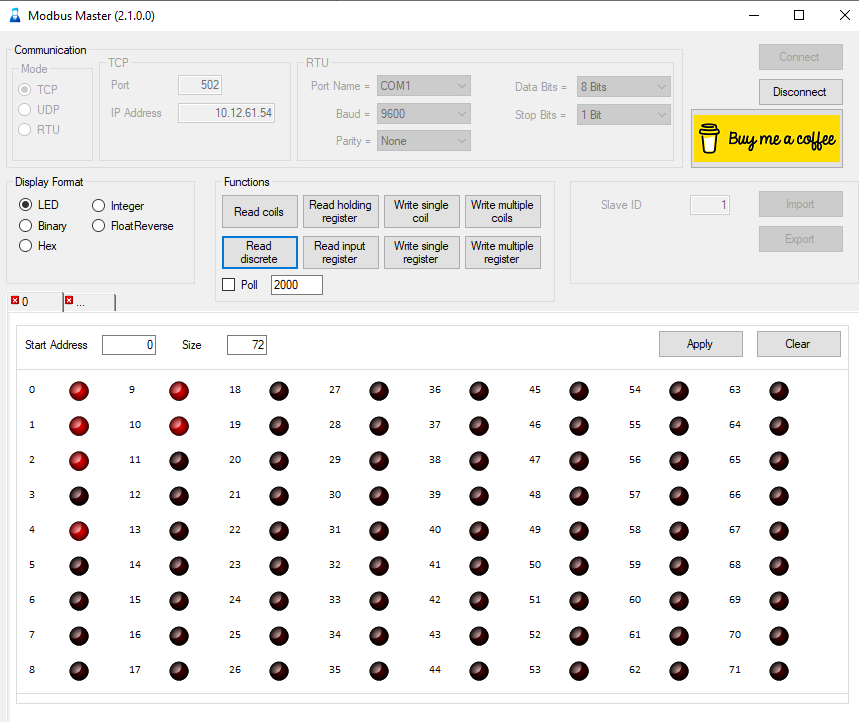 Modbus Master (2.1.0.0)
Communication
Mode
TCP
UDP
RTU
TCP
Port 502
IP Address 10.12.61.54
RTU
Port Name = COM1
Baud = 9600
Parity = None
Data Bits = 8 Bits
Stop Bits = 1 Bit
Connect
Disconnect
Buy me a coffee
Display Format
LED Integer
Binary FloatReverse
Hex
Functions
Read coils
Read holding
register
Write single
coil
Write multiple
coils
Read
discrete
Read input
register
Write single
register
Write multiple
register
Poll 2000
Slave ID 1
Import
Export
0 ...
Start Address 0 Size 72 Apply Clear
0 9 18 27 36 45 54 63
1 10 19 28 37 46 55 64
2 11 20 29 38 47 56 65
3 12 21 30 39 48 57 66
4 13 22 31 40 49 58 67
5 14 23 32 41 50 59 68
6 15 24 33 42 51 60 69
7 16 25 34 43 52 61 70
8 17 26 35 44 53 62 71